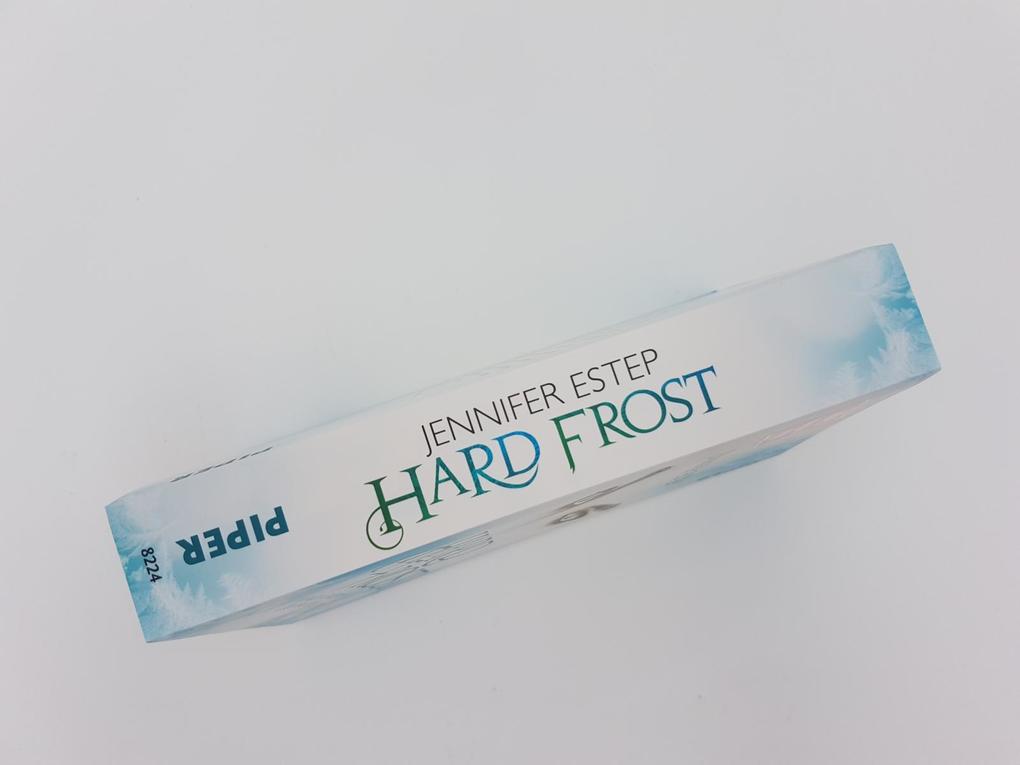 JENNIFER ESTEP
HARD FROST
PIPER
8224